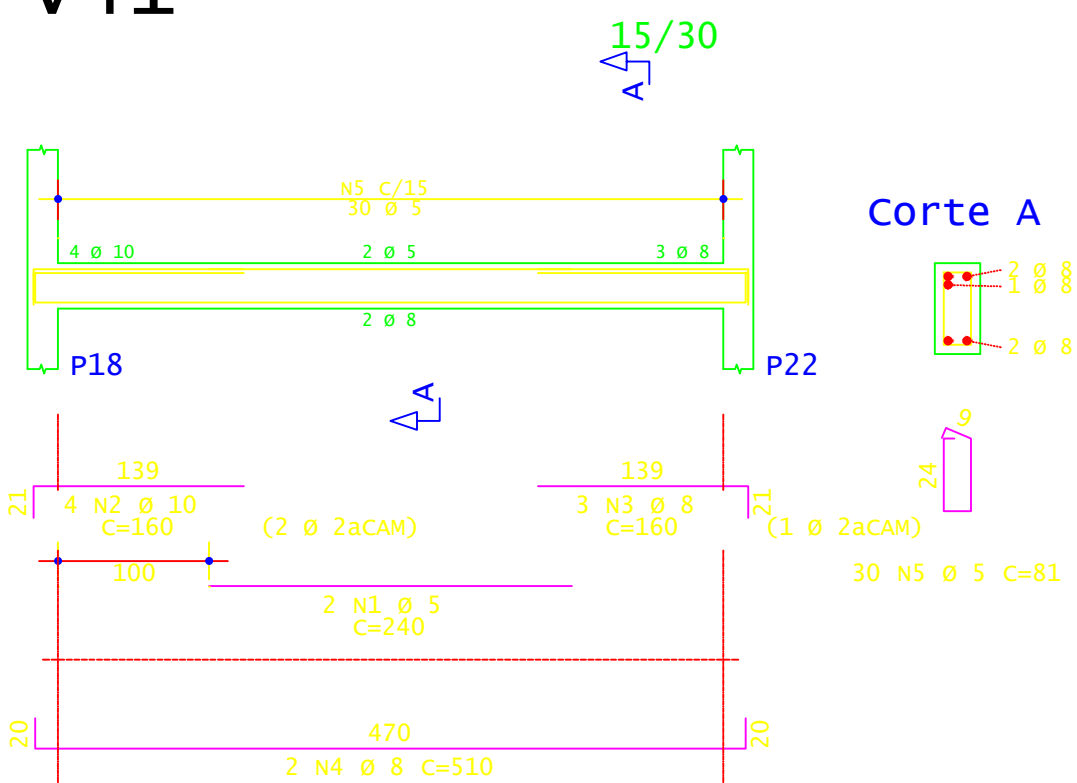 15/30
A
N5 C/15
30 Ø 5
4 Ø 10
2 Ø 5
3 Ø 8
2 Ø 8
P18
P22
A
Corte A
2 Ø 8
1 Ø 8
2 Ø 8
139
21
4 N2 Ø 10
C=160
(2 Ø 2aCAM)
139
21
3 N3 Ø 8
C=160
(1 Ø 2aCAM)
9
24
30 N5 Ø 5 C=81
100
2 N1 Ø 5
C=240
20
470
20
2 N4 Ø 8 C=510